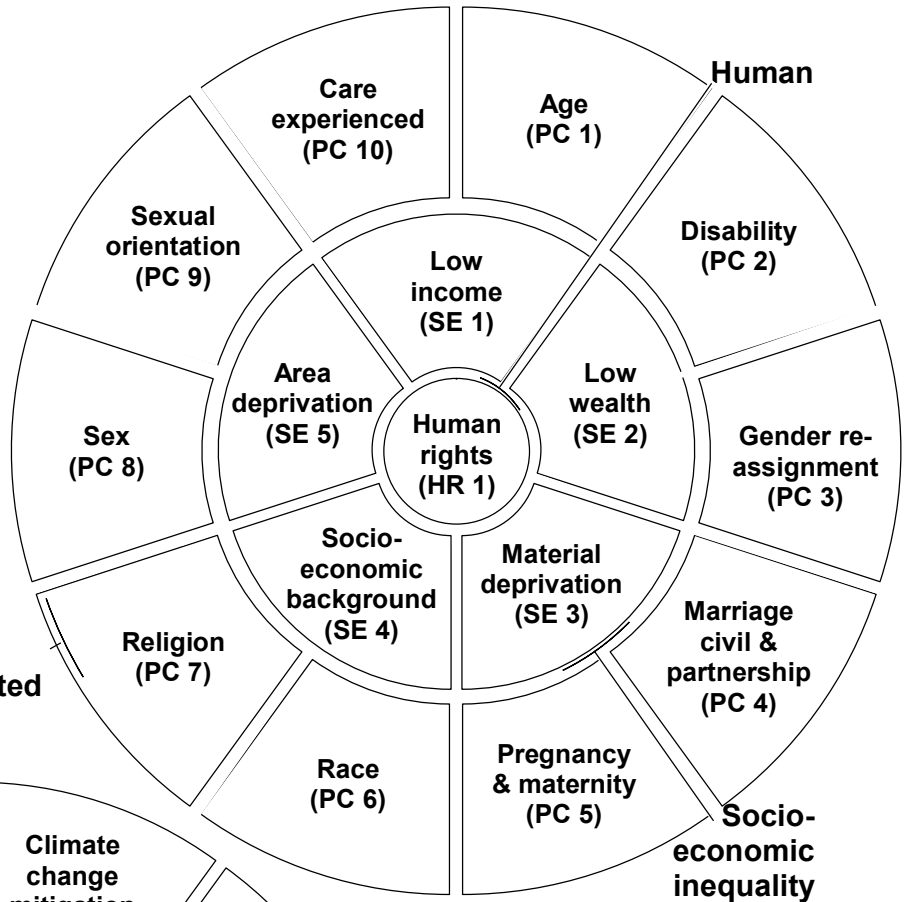 Human
Care
experienced
(PC 10)
Age
(PC 1)
Sexual
orientation
(PC 9)
Disability
(PC 2)
Low
income
(SE 1)
Area
deprivation
(SE 5)
Low
wealth
(SE 2)
Human
rights
(HR 1)
Sex
(PC 8)
Gender re-
assignment
(PC 3)
Socio-
economic
background
(SE 4)
Material
deprivation
(SE 3)
Religion
(PC 7)
Marriage
civil &
partnership
(PC 4)
ted
Race
(PC 6)
Pregnancy
& maternity
(PC 5)
Socio-
economic
inequality
Climate
change
mitigation